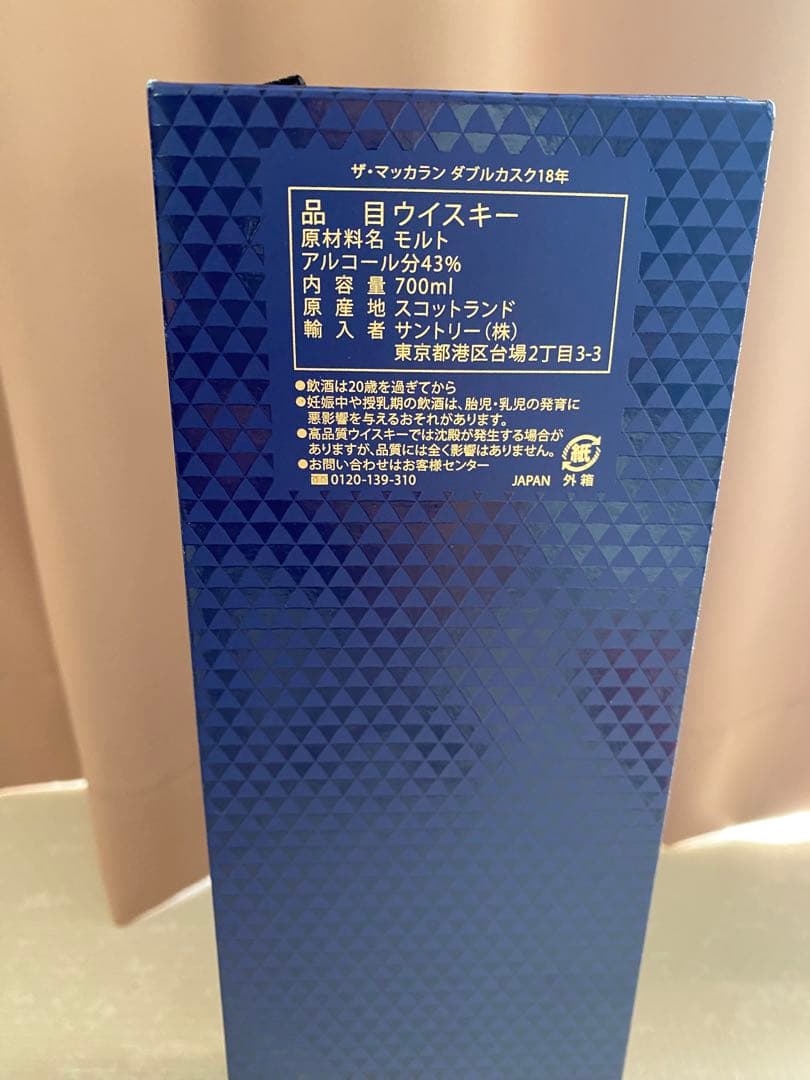 ザ・マッカラン ダブルカスク18年
品 目 ウイスキー
原材料名 モルト
アルコール分43%
内容量 700ml
原産地 スコットランド
輸入者 サントリー(株)
東京都港区台場2丁目3-3
●飲酒は20歳を過ぎてから
●妊娠中や授乳期の飲酒は、胎児・乳児の発育に
悪影響を与えるおそれがあります。
●高品質ウイスキーでは沈殿が発生する場合が
ありますが、品質には全く影響はありません。
●お問い合わせはお客様センター
0120-139-310
紙
JAPAN 外箱